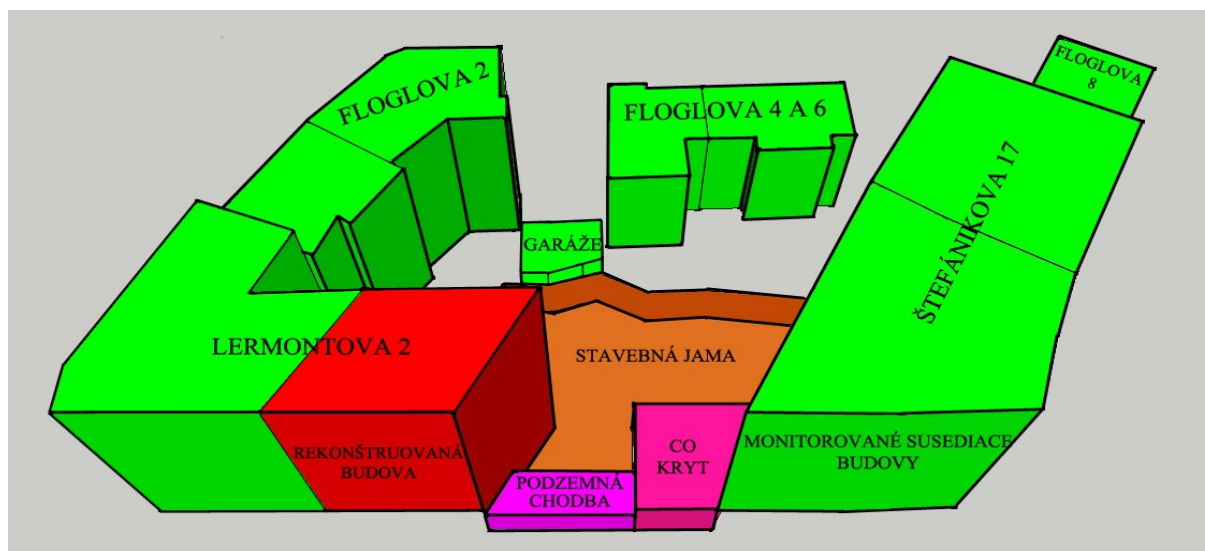 FLOGLOVA 2
FLOGLOVA 4 A 6
FLOGLOVA
8
GARÁŽE
ŠTEFÁNIKOVA 17
LERMONTOVA 2
STAVEBNÁ JAMA
REKONŠTRUOVANÁ
BUDOVA
CO
KRYT
MONITOROVANÉ SUSEDIACE
BUDOVY
PODZEMNÁ
CHODBA